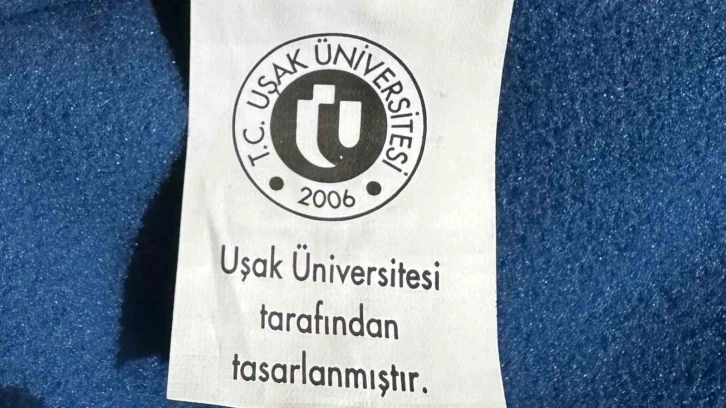 T.C. UŞAK ÜNİVERSİTESİ
2006
Uşak Üniversitesi
tarafından
tasarlanmıştır.